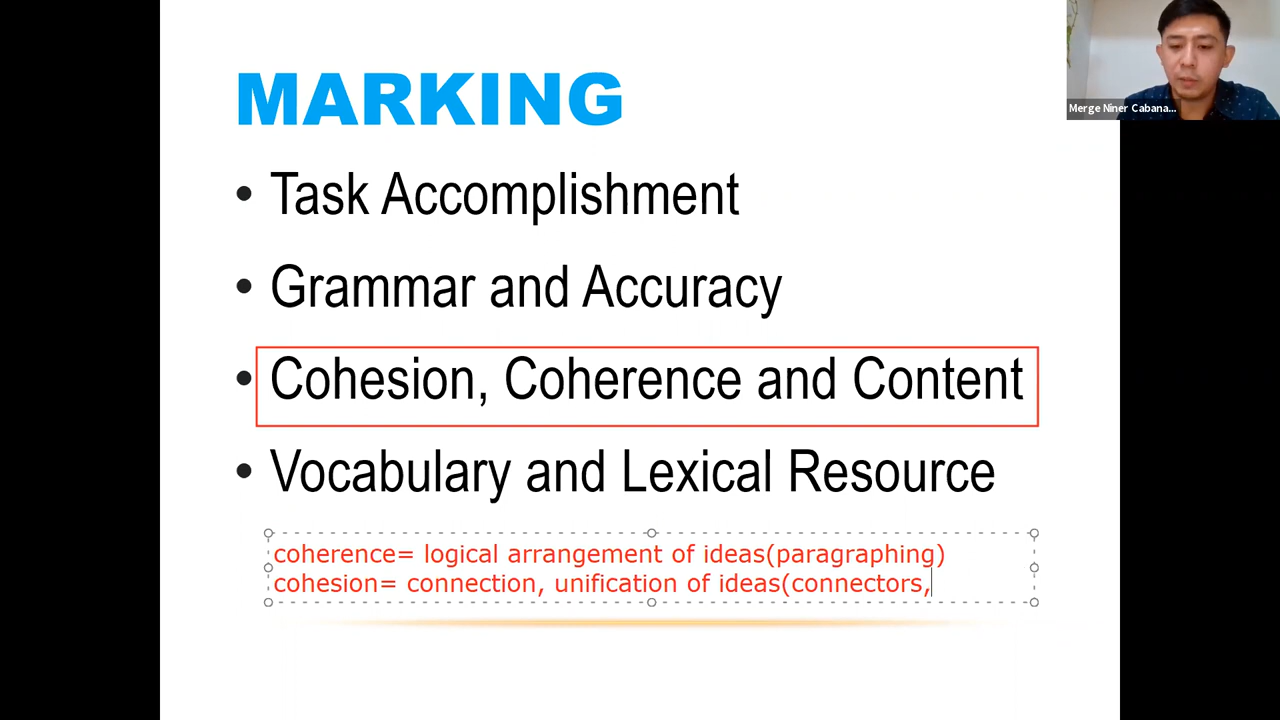 MARKING
• Task Accomplishment
• Grammar and Accuracy
• Cohesion, Coherence and Content
• Vocabulary and Lexical Resource
coherence= logical arrangement of ideas(paragraphing)
cohesion= connection, unification of ideas(connectors,
Merge Niner Cabana...